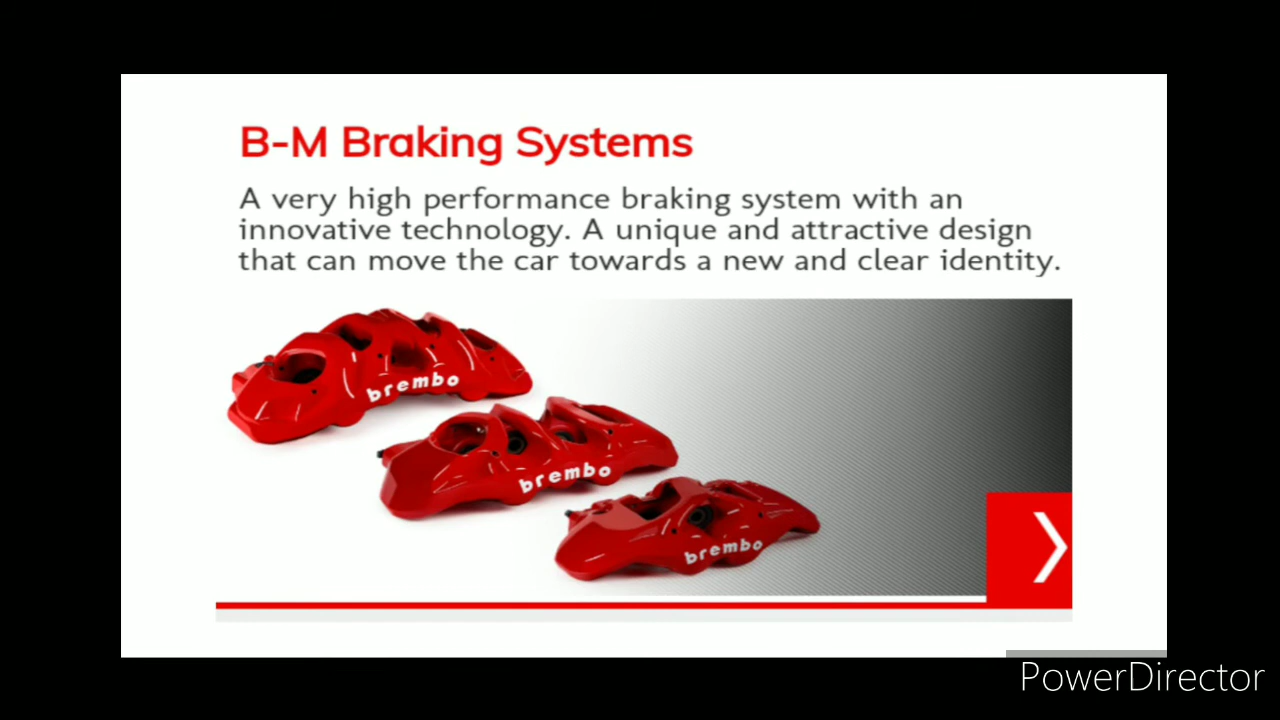 B-M Braking Systems
A very high performance braking system with an
innovative technology. A unique and attractive design
that can move the car towards a new and clear identity.
brembo
brembo
brembo
PowerDirector